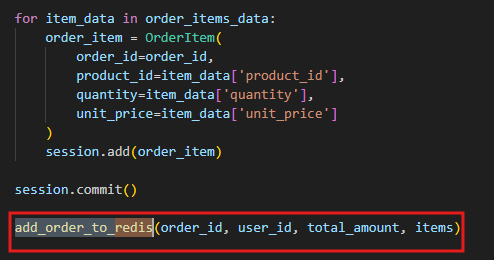 for item_data in order_items_data:
    order_item = OrderItem(
        order_id=order_id,
        product_id=item_data['product_id'],
        quantity=item_data['quantity'],
        unit_price=item_data['unit_price']
    )
    session.add(order_item)
session.commit()
add_order_to_redis(order_id, user_id, total_amount, items)